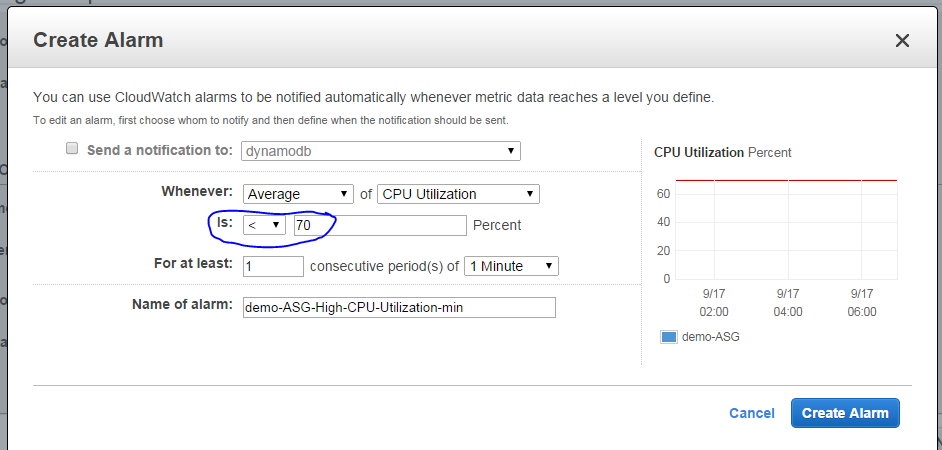 Create Alarm
You can use CloudWatch alarms to be notified automatically whenever metric data reaches a level you define.
To edit an alarm, first choose whom to notify and then define when the notification should be sent.
Send a notification to: dynamodb
Whenever: Average of CPU Utilization
Is: < 70 Percent
For at least: 1 consecutive period(s) of 1 Minute
Name of alarm: demo-ASG-High-CPU-Utilization-min
CPU Utilization Percent
60
40
20
0
9/17 9/17 9/17
02:00 04:00 06:00
demo-ASG
Cancel Create Alarm